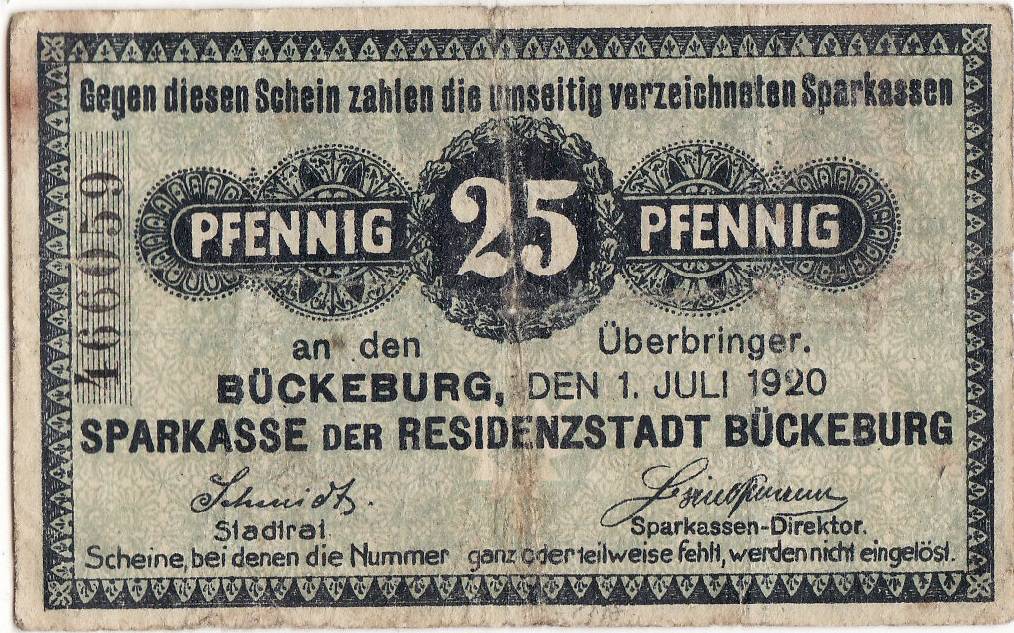 Gegen diesen Schein zahlen die umseitig verzeichneten Sparkassen
466059
PFENNIG 25 PFENNIG
an den Überbringer.
BÜCKEBURG, DEN 1. JULI 1920
SPARKASSE DER RESIDENZSTADT BÜCKEBURG
Schmidt.
Stadtrat
Sparkassen-Direktor.
Scheine, bei denen die Nummer ganz oder teilweise fehlt, werden nicht eingelöst.